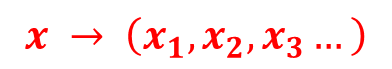 x → (x₁, x₂, x₃ … )